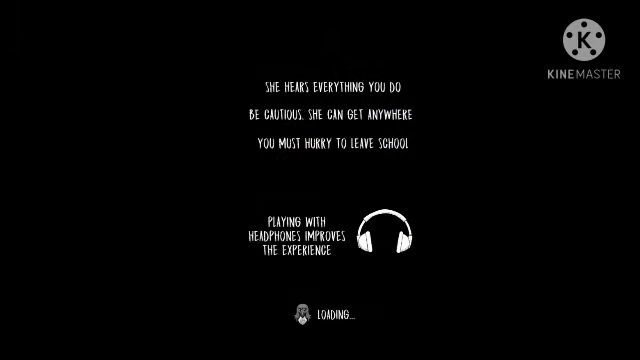 KINEMASTER
SHE HEARS EVERYTHING YOU DO
BE CAUTIOUS. SHE CAN GET ANYWHERE
YOU MUST HURRY TO LEAVE SCHOOL
PLAYING WITH
HEADPHONES IMPROVES
THE EXPERIENCE
LOADING...